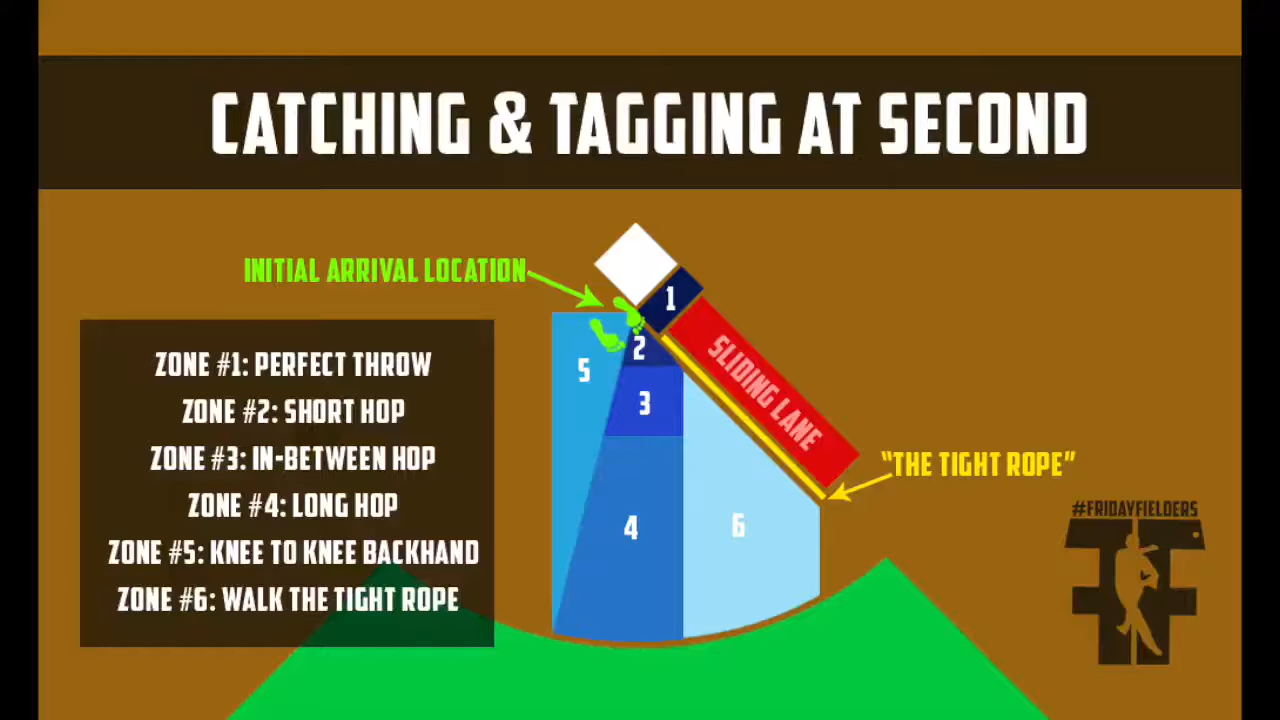 CATCHING & TAGGING AT SECOND
INITIAL ARRIVAL LOCATION
1
2
5
3
SLIDING LANE
4
6
"THE TIGHT ROPE"
ZONE #1: PERFECT THROW
ZONE #2: SHORT HOP
ZONE #3: IN-BETWEEN HOP
ZONE #4: LONG HOP
ZONE #5: KNEE TO KNEE BACKHAND
ZONE #6: WALK THE TIGHT ROPE
#FRIDAYFIELDERS